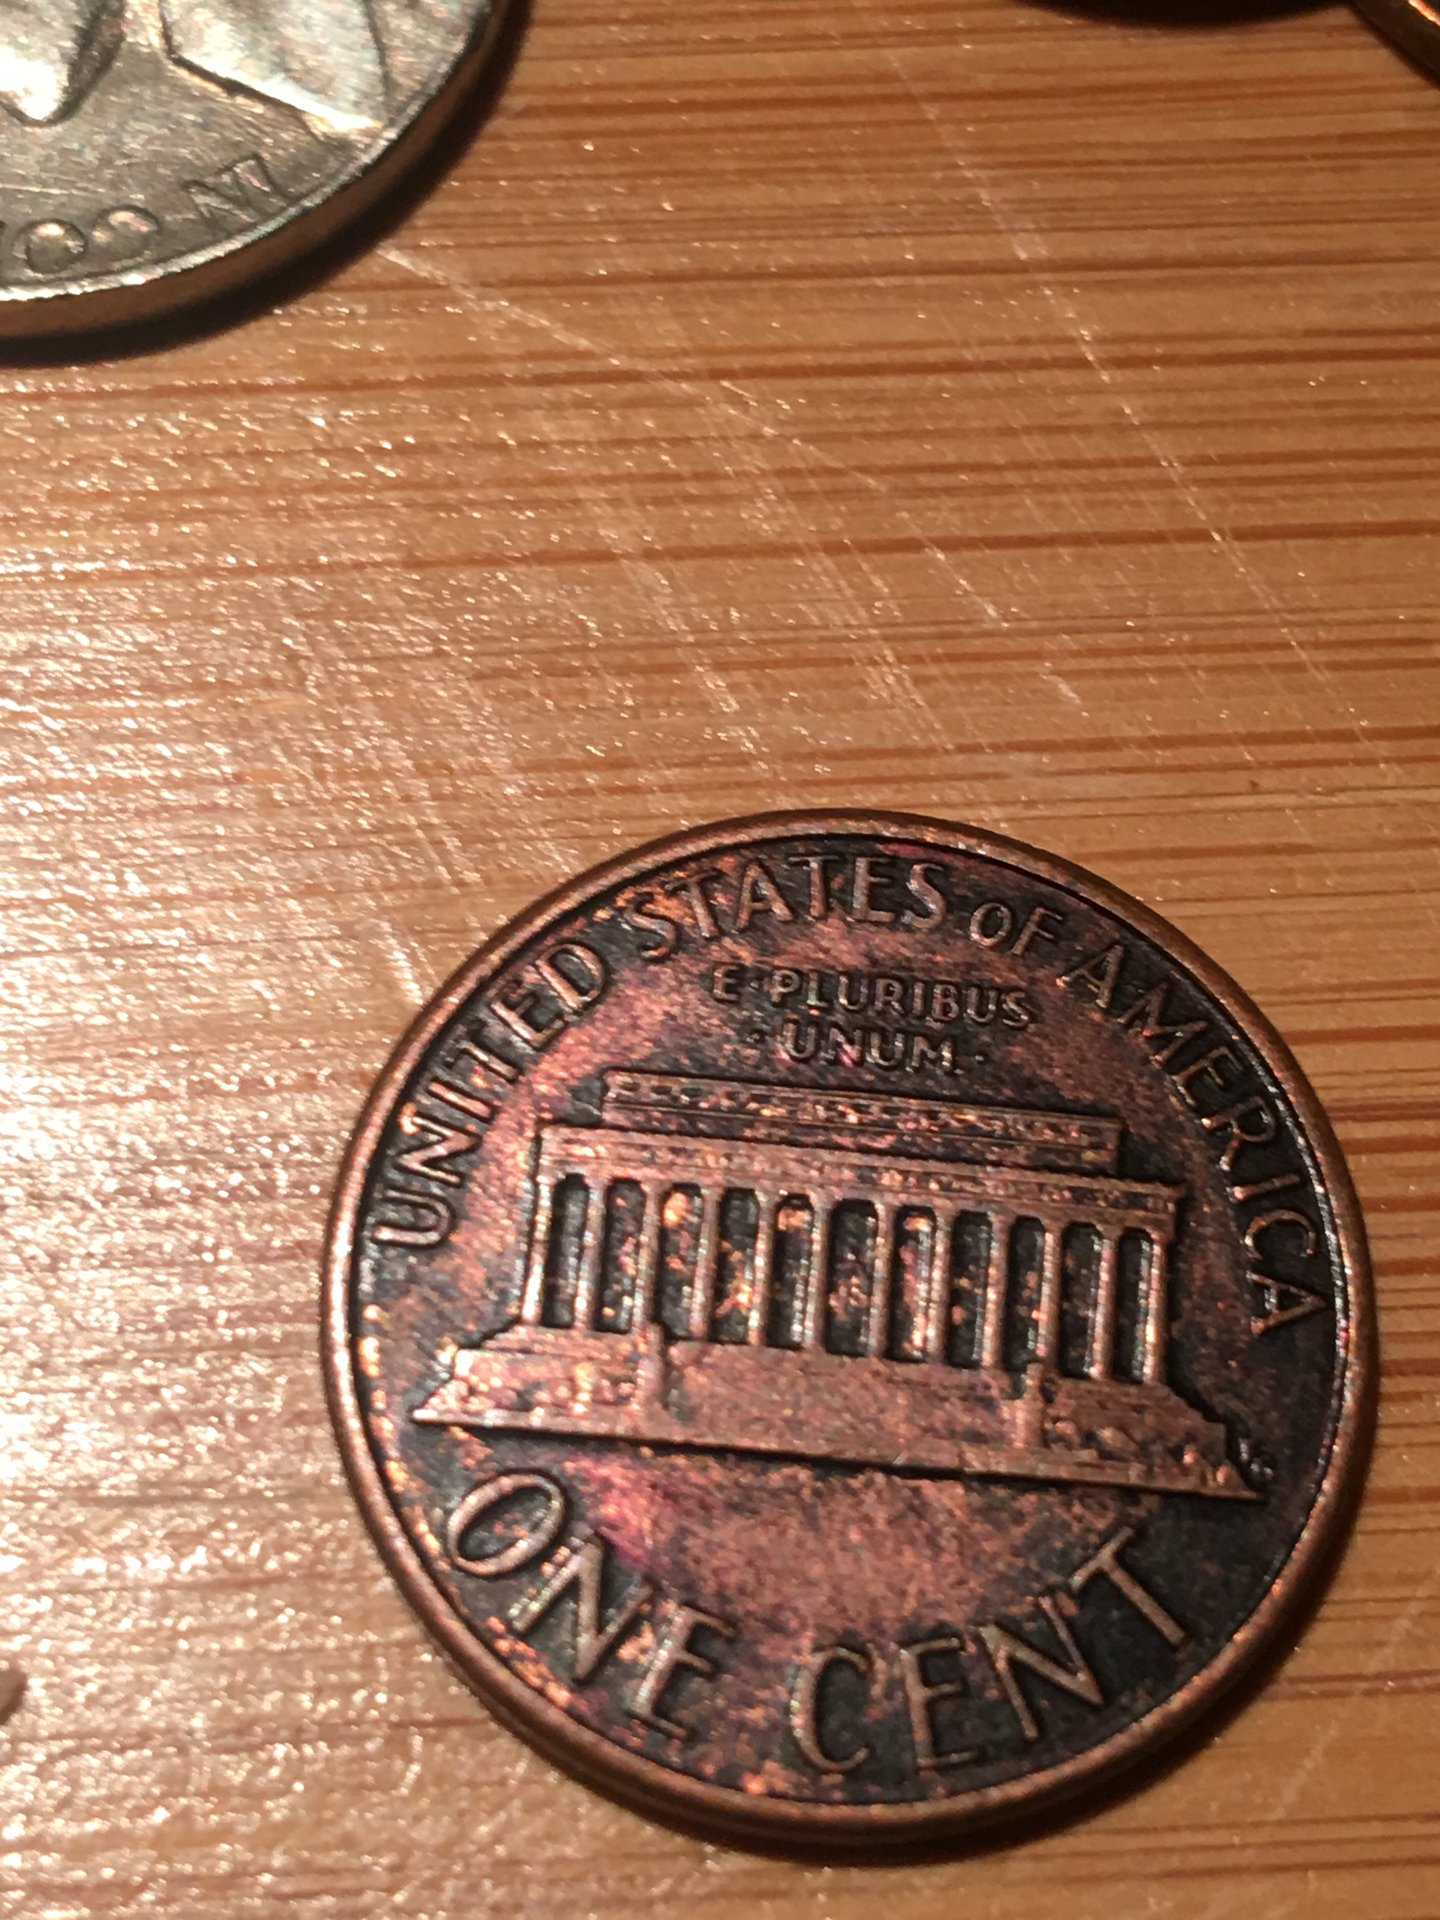 UNITED STATES OF AMERICA
E·PLURIBUS
·UNUM·
ONE CENT